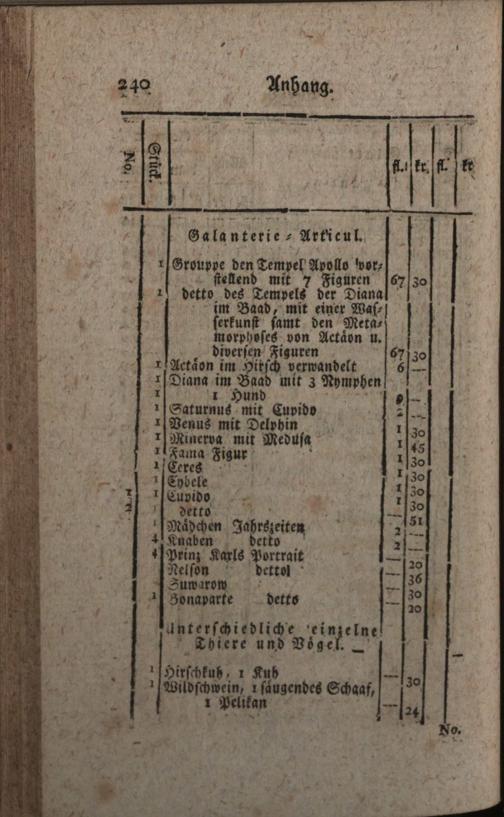 240 Anhang.
No. Stück. fl. kr. fl. kr
Galanterie-Articul.
1 Grouppe den Tempel Apollo vor-
stellend mit 7 Figuren 67 30
1 detto des Tempels der Diana
im Baad, mit einer Was-
serkunst samt den Meta-
morphoses von Actäon u.
diversen Figuren 67 30
1 Actäon im Hirsch verwandelt 6 —
1 Diana im Baad mit 3 Nymphen
1 1 Hund —
1 Saturnus mit Cupido 2 —
1 Venus mit Delphin 1 30
1 Minerva mit Medusa 1 45
1 Fama Figur 1 30
1 Ceres 1 30
1 Cybele 1 30
1 1 Cupido 1 30
2 detto — 51
Mädchen Jahrszeiten 2 —
4 Knaben detto 2 —
4 Prinz Karls Portrait — 20
Nelson detto — 36
Suwarow — 30
1 Bonaparte detto 20
Unterschiedliche einzelne
Thiere und Vögel. —
1 Hirschkuh, 1 Kuh — 30
1 Wildschwein, 1 säugendes Schaaf,
1 Pelikan — 24
No.